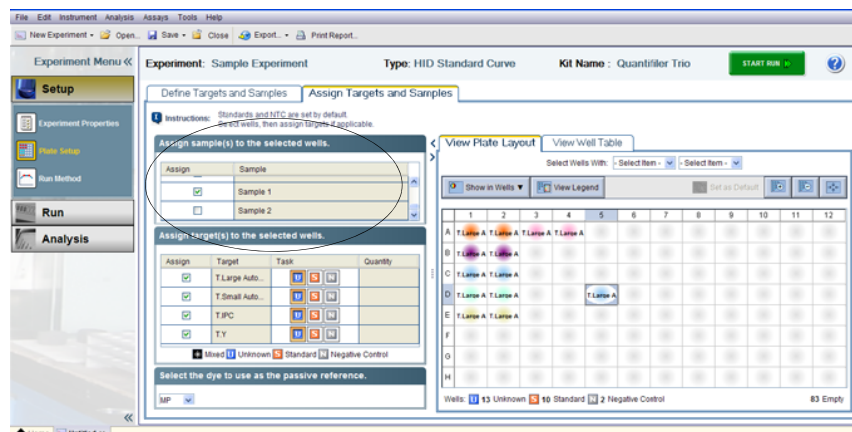 File Edit Instrument Analysis Assays Tools Help
New Experiment Open... Save Close Export... Print Report...
Experiment Menu «
Experiment: Sample Experiment Type: HID Standard Curve Kit Name : Quantifiler Trio START RUN
Setup
Define Targets and Samples Assign Targets and Samples
Instructions: Standards and NTC are set by default.
Select wells, then assign targets if applicable.
Experiment Properties
Plate Setup
Run Method
Run
Analysis
Assign sample(s) to the selected wells.
Assign Sample
Sample 1
Sample 2
Assign target(s) to the selected wells.
Assign Target Task Quantity
T.Large Auto... U S N
T.Small Auto... U S N
T.IPC U S N
T.Y U S N
Mixed U Unknown S Standard N Negative Control
Select the dye to use as the passive reference.
MP
View Plate Layout View Well Table
Select Wells With: - Select Item - - Select Item -
Show in Wells ▼ View Legend Set as Default
1 2 3 4 5 6 7 8 9 10 11 12
A T.Large A T.Large A T.Large A T.Large A
B T.Large A T.Large A
C T.Large A T.Large A
D T.Large A T.Large A T.Large A
E T.Large A T.Large A
F
G
H
Wells: U 13 Unknown S 10 Standard N 2 Negative Control 83 Empty
«